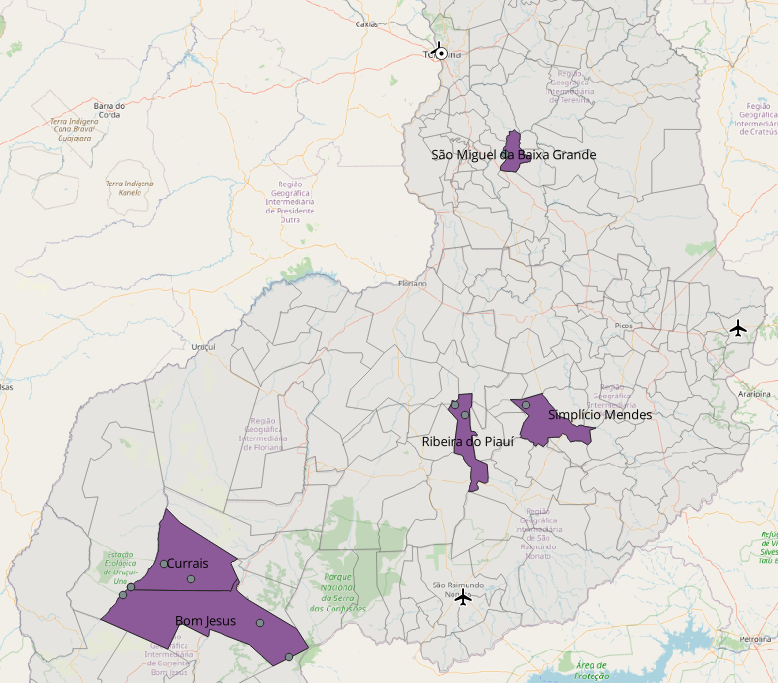 Caxias
Teresina
Barra do
Corda
Terra Indígena
Cana Brava/
Guajajara
Terra Indígena
Kanela
Região
Geográfica
Intermediária
de Teresina
Região
Geográfica
Intermediária
de Crateús
São Miguel da Baixa Grande
Região
Geográfica
Intermediária
de Presidente
Dutra
Floriano
Picos
Uruçuí
Araripina
Região
Geográfica
Simplício Mendes
Ribeira do Piauí
Região
Geográfica
Intermediária
de Floriano
Região
Geográfica
Intermediária
de São
Raimundo
Nonato
Estação
Ecológica
de Uruçuí-
Una
Currais
Bom Jesus
Parque
Nacional
da Serra
das Confusões
São Raimundo
Geográfica
Intermediária
de Corrente
Bom Jesus
Petrolina
Área de
Proteção